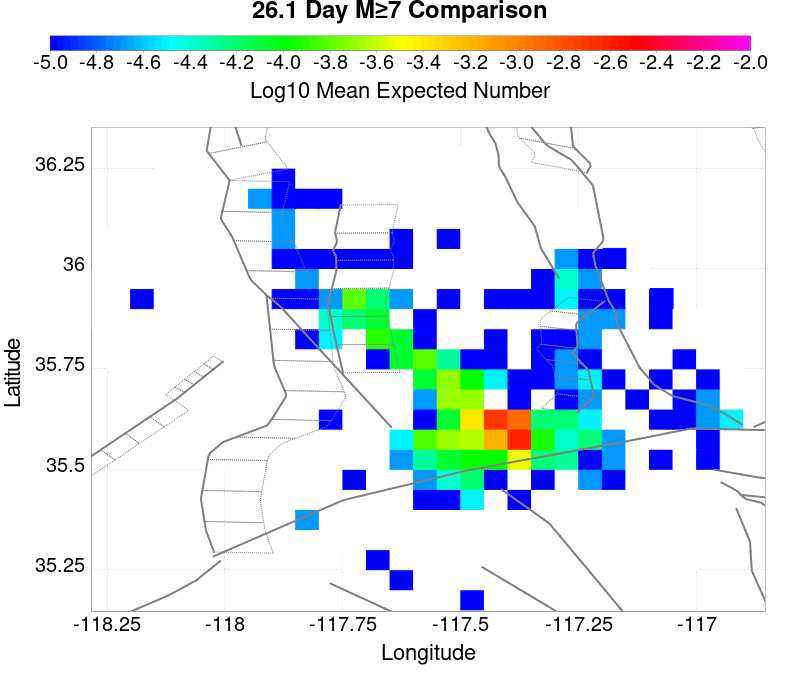 26.1 Day M≥7 Comparison
-5.0 -4.8 -4.6 -4.4 -4.2 -4.0 -3.8 -3.6 -3.4 -3.2 -3.0 -2.8 -2.6 -2.4 -2.2 -2.0
Log10 Mean Expected Number
36.25
36
35.75
35.5
35.25
Latitude
-118.25 -118 -117.75 -117.5 -117.25 -117
Longitude